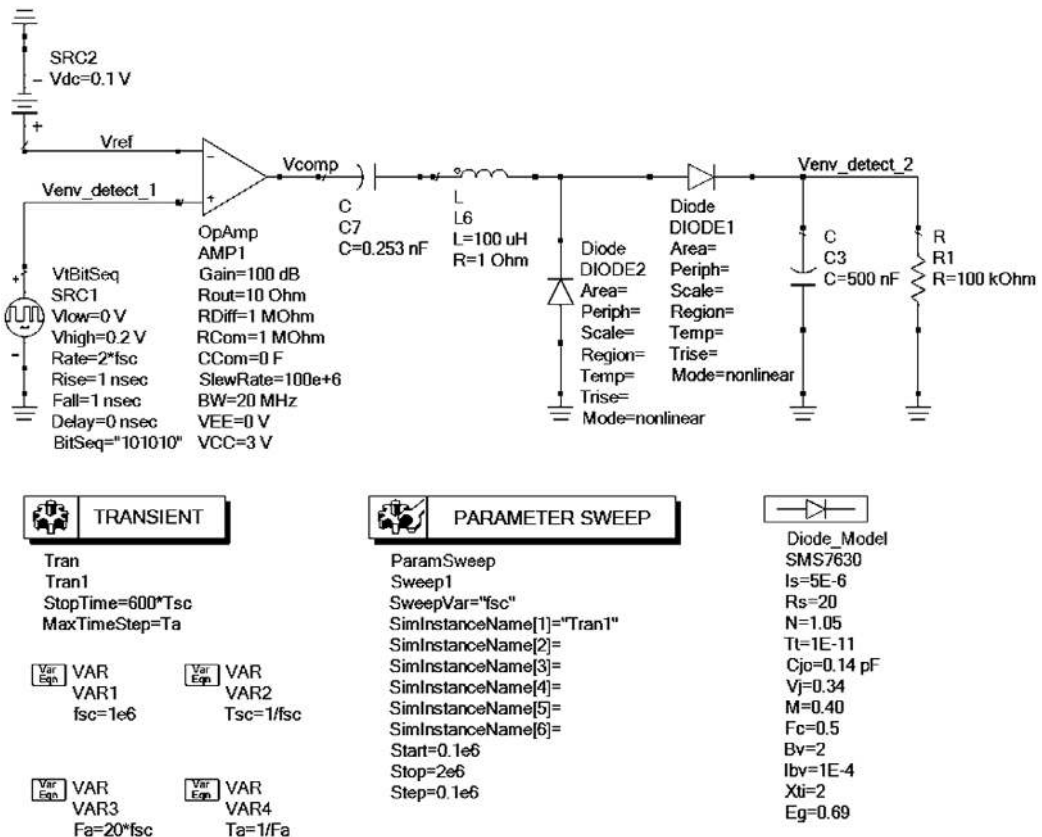 SRC2
Vdc=0.1 V
−
+
Vref
Venv_detect_1
−
+
Vcomp
Venv_detect_2
OpAmp
AMP1
Gain=100 dB
Rout=10 Ohm
RDiff=1 MOhm
RCom=1 MOhm
CCom=0 F
SlewRate=100e+6
BW=20 MHz
VEE=0 V
VCC=3 V
+
-
VtBitSeq
SRC1
Vlow=0 V
Vhigh=0.2 V
Rate=2*fsc
Rise=1 nsec
Fall=1 nsec
Delay=0 nsec
BitSeq="101010"
C
C7
C=0.253 nF
L
L6
L=100 uH
R=1 Ohm
Diode
DIODE2
Area=
Periph=
Scale=
Region=
Temp=
Trise=
Mode=nonlinear
Diode
DIODE1
Area=
Periph=
Scale=
Region=
Temp=
Trise=
Mode=nonlinear
C
C3
C=500 nF
R
R1
R=100 kOhm
TRANSIENT
Tran
Tran1
StopTime=600*Tsc
MaxTimeStep=Ta
Var
Eqn
VAR
VAR1
fsc=1e6
Var
Eqn
VAR
VAR2
Tsc=1/fsc
Var
Eqn
VAR
VAR3
Fa=20*fsc
Var
Eqn
VAR
VAR4
Ta=1/Fa
PARAMETER SWEEP
ParamSweep
Sweep1
SweepVar="fsc"
SimInstanceName[1]="Tran1"
SimInstanceName[2]=
SimInstanceName[3]=
SimInstanceName[4]=
SimInstanceName[5]=
SimInstanceName[6]=
Start=0.1e6
Stop=2e6
Step=0.1e6
Diode_Model
SMS7630
Is=5E-6
Rs=20
N=1.05
Tt=1E-11
Cjo=0.14 pF
Vj=0.34
M=0.40
Fc=0.5
Bv=2
Ibv=1E-4
Xti=2
Eg=0.69